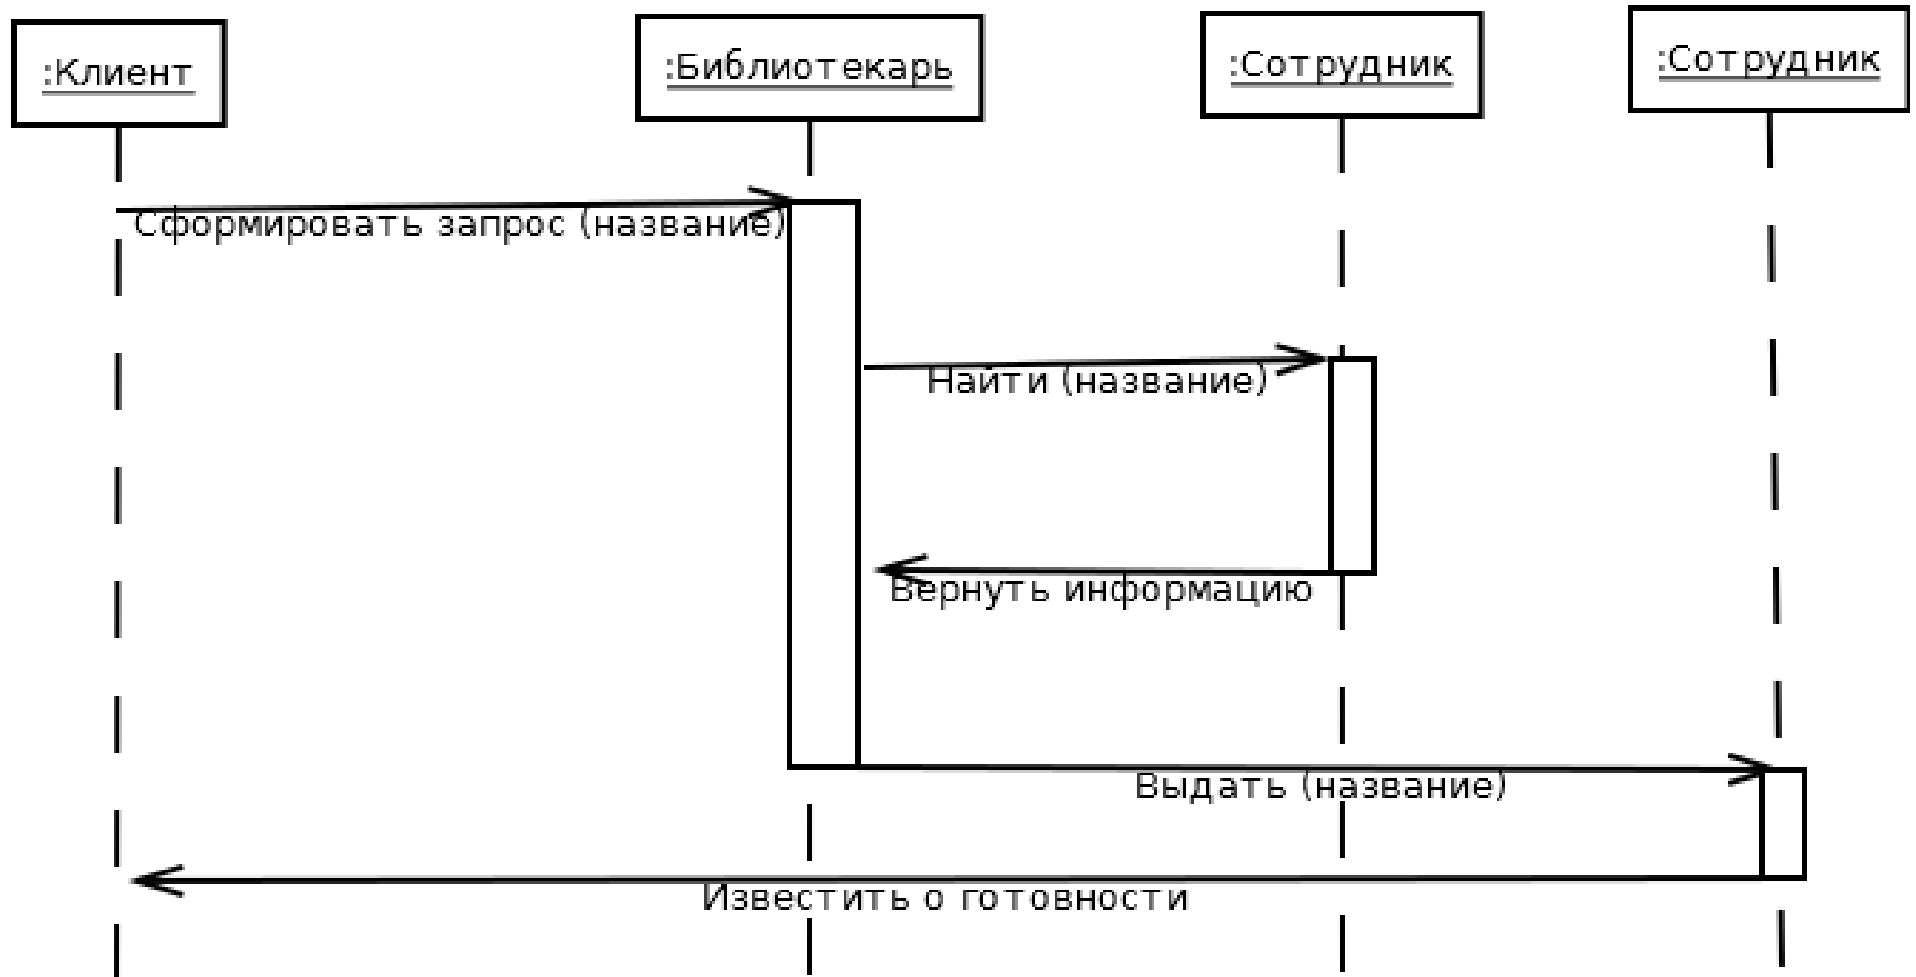 :Клиент
:Библиотекарь
:Сотрудник
:Сотрудник
Сформировать запрос (название)
Найти (название)
Вернуть информацию
Выдать (название)
Известить о готовности